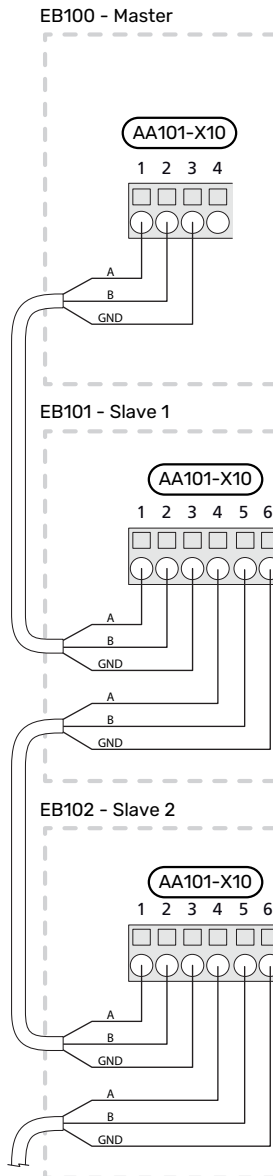 EB100 - Master
AA101-X10
1 2 3 4
A
B
GND
EB101 - Slave 1
AA101-X10
1 2 3 4 5 6
A
B
GND
A
B
GND
EB102 - Slave 2
AA101-X10
1 2 3 4 5 6
A
B
GND
A
B
GND